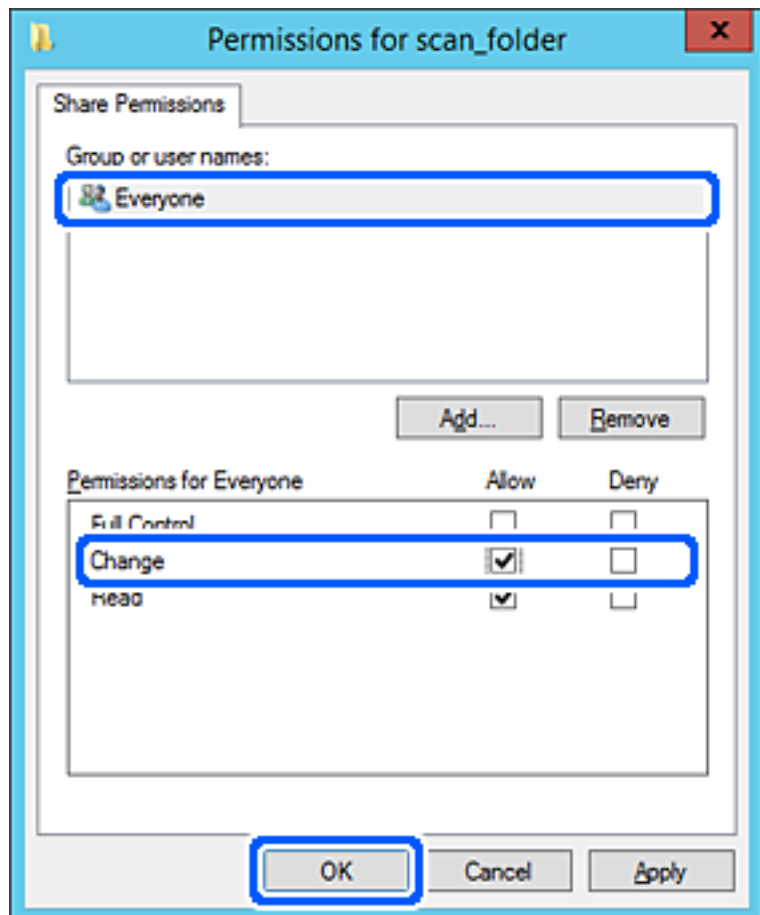 Permissions for scan_folder
Share Permissions
Group or user names:
Everyone
Add... Remove
Permissions for Everyone Allow Deny
Full Control
Change
Read
OK Cancel Apply